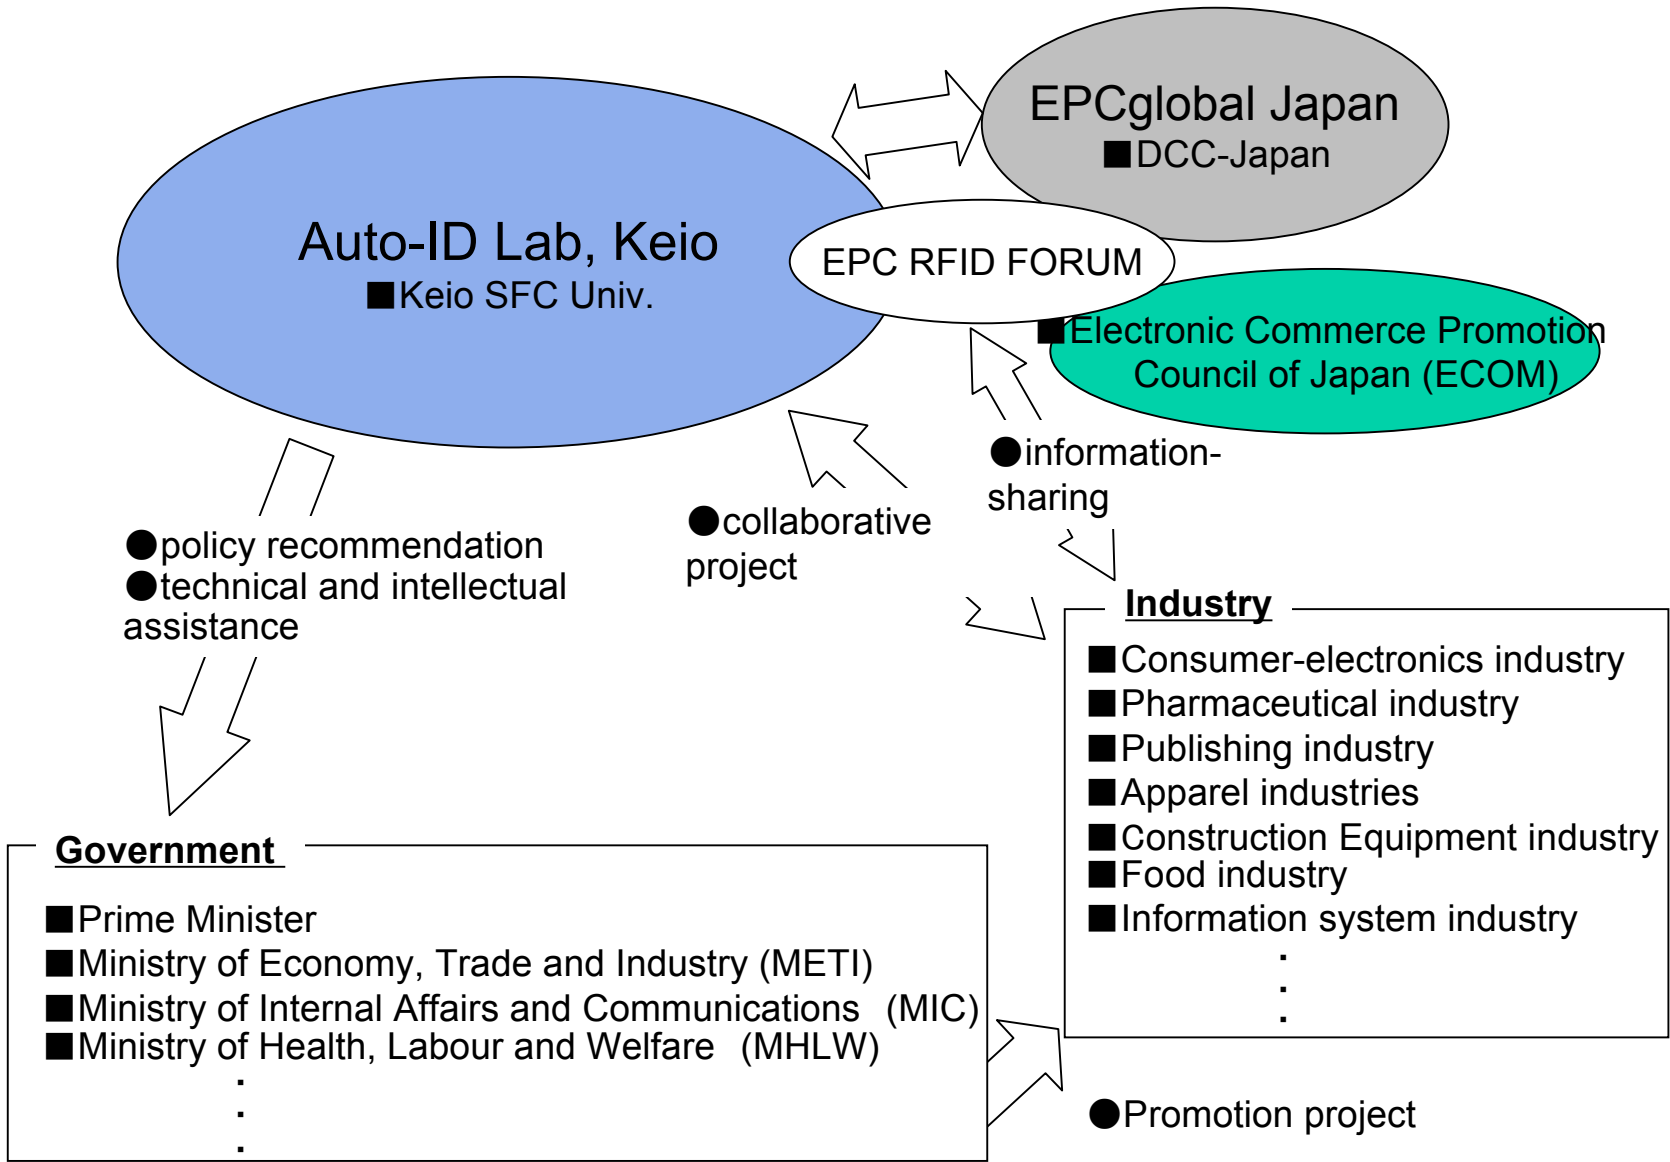 EPCglobal Japan
■DCC-Japan
Auto-ID Lab, Keio
■Keio SFC Univ.
EPC RFID FORUM
■Electronic Commerce Promotion
Council of Japan (ECOM)
●information-
sharing
●collaborative
project
●policy recommendation
●technical and intellectual
assistance
Industry
■Consumer-electronics industry
■Pharmaceutical industry
■Publishing industry
■Apparel industries
■Construction Equipment industry
■Food industry
■Information system industry
.
.
.
Government
■Prime Minister
■Ministry of Economy, Trade and Industry (METI)
■Ministry of Internal Affairs and Communications (MIC)
■Ministry of Health, Labour and Welfare (MHLW)
.
.
.
●Promotion project